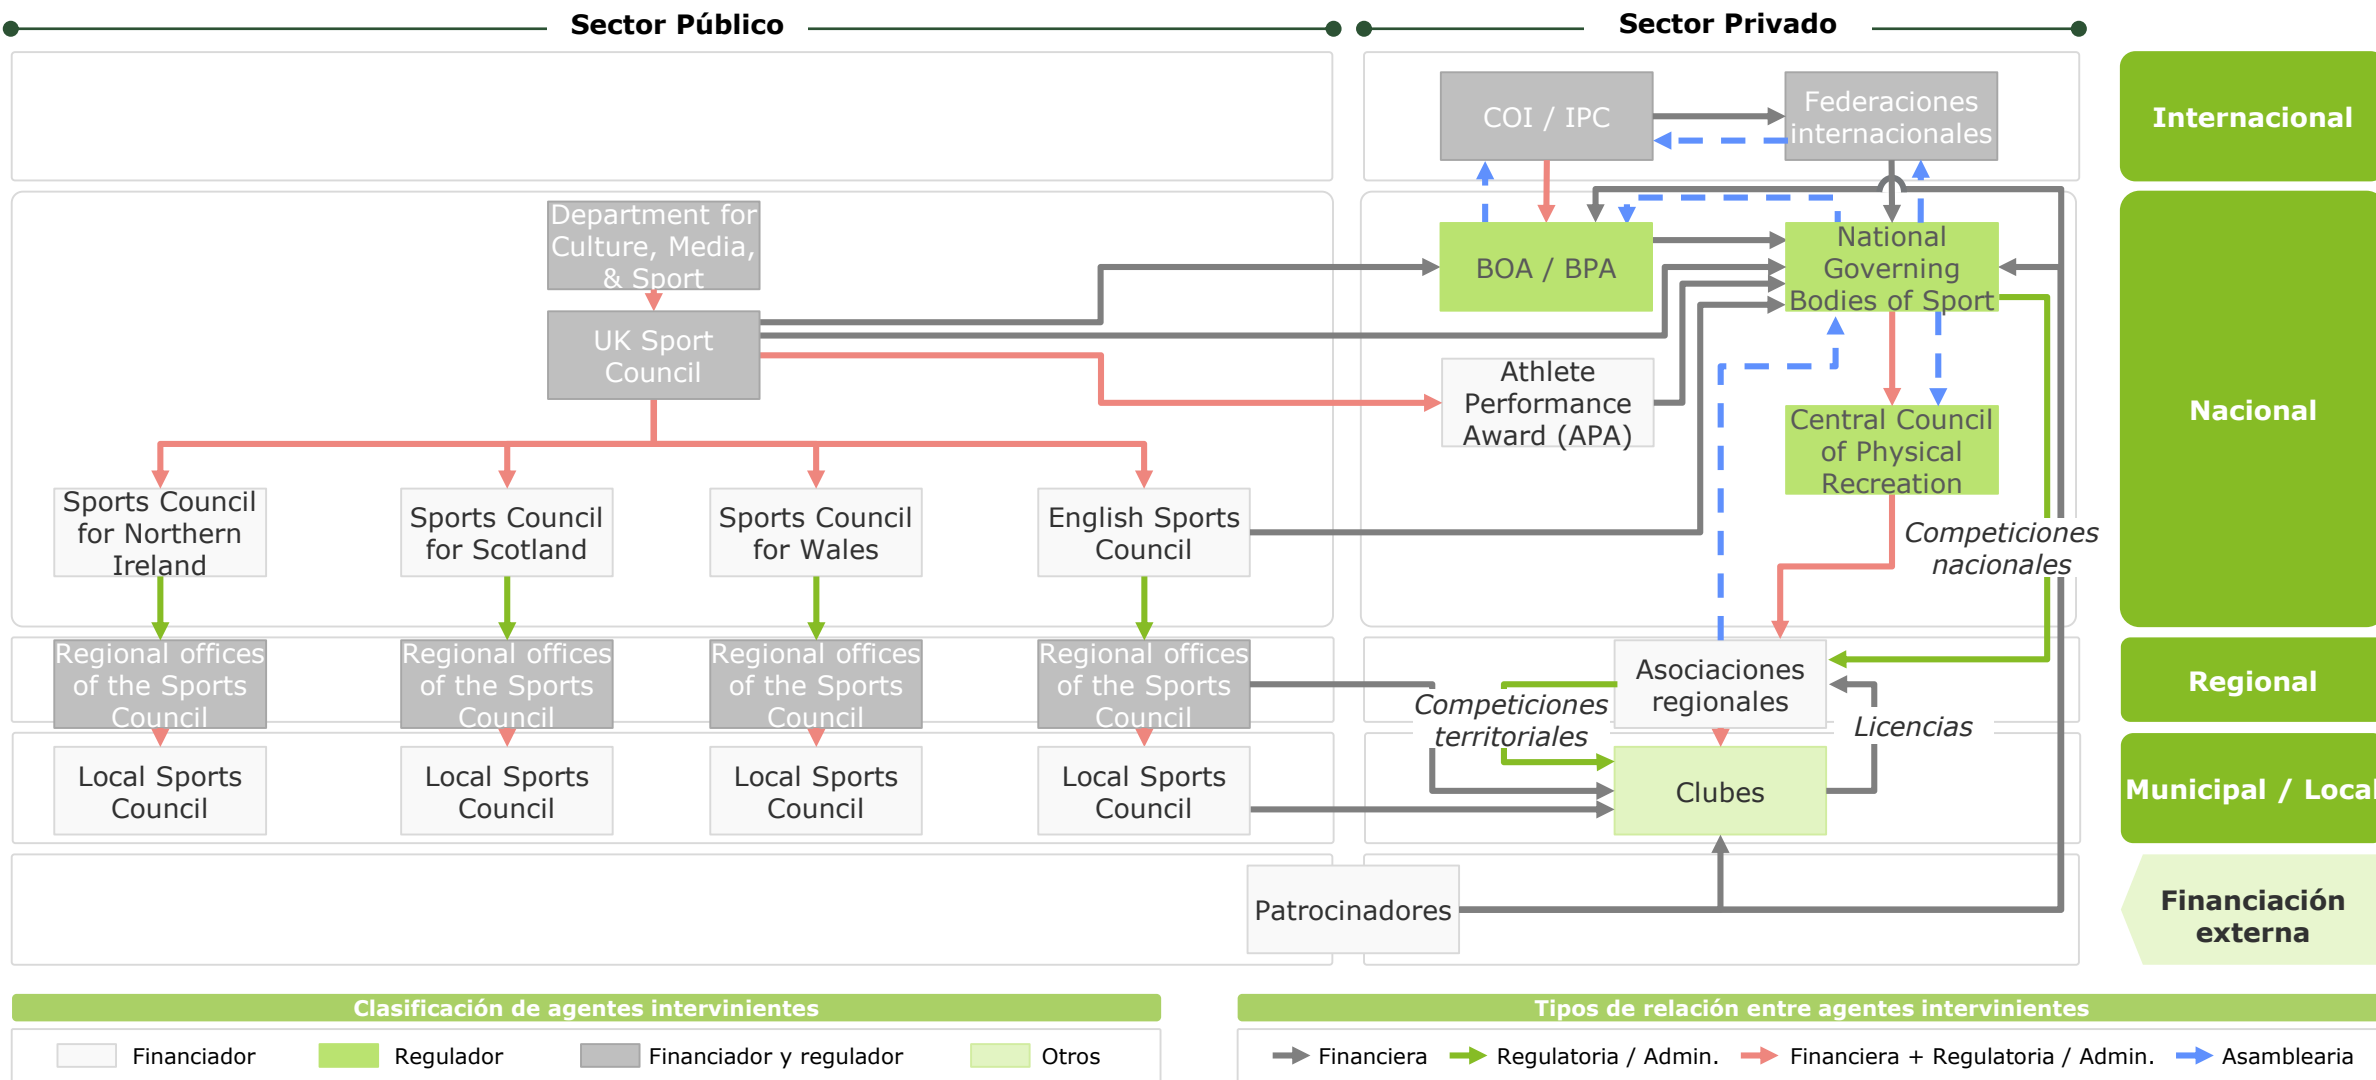 Sector Público
Sector Privado
COI / IPC
Federaciones
internacionales
Internacional
Department for
Culture, Media,
& Sport
UK Sport
Council
BOA / BPA
National
Governing
Bodies of Sport
Athlete
Performance
Award (APA)
Central Council
of Physical
Recreation
Nacional
Sports Council
for Northern
Ireland
Sports Council
for Scotland
Sports Council
for Wales
English Sports
Council
Competiciones
nacionales
Regional offices
of the Sports
Council
Regional offices
of the Sports
Council
Regional offices
of the Sports
Council
Regional offices
of the Sports
Council
Competiciones
territoriales
Asociaciones
regionales
Licencias
Regional
Local Sports
Council
Local Sports
Council
Local Sports
Council
Local Sports
Council
Clubes
Municipal / Local
Patrocinadores
Financiación
externa
Clasificación de agentes intervinientes
Financiador
Regulador
Financiador y regulador
Otros
Tipos de relación entre agentes intervinientes
Financiera
Regulatoria / Admin.
Financiera + Regulatoria / Admin.
Asamblearia